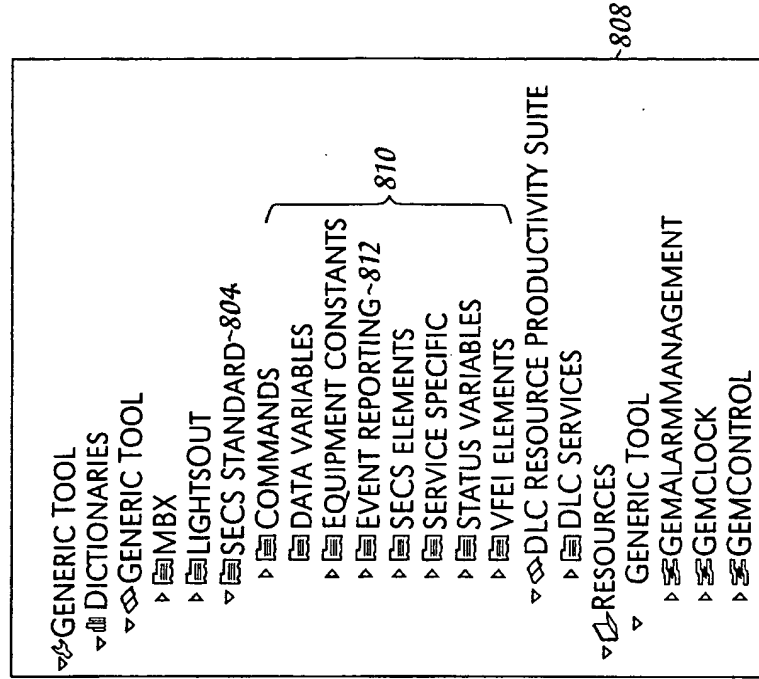 GENERIC TOOL
DICTIONARIES
GENERIC TOOL
MBX
LIGHTSOUT
SECS STANDARD~804
COMMANDS
DATA VARIABLES
EQUIPMENT CONSTANTS
EVENT REPORTING~812
SECS ELEMENTS
SERVICE SPECIFIC
STATUS VARIABLES
VFEI ELEMENTS
810
DLC RESOURCE PRODUCTIVITY SUITE
DLC SERVICES
RESOURCES
GENERIC TOOL
GEMALARMMANAGEMENT
GEMCLOCK
GEMCONTROL
808